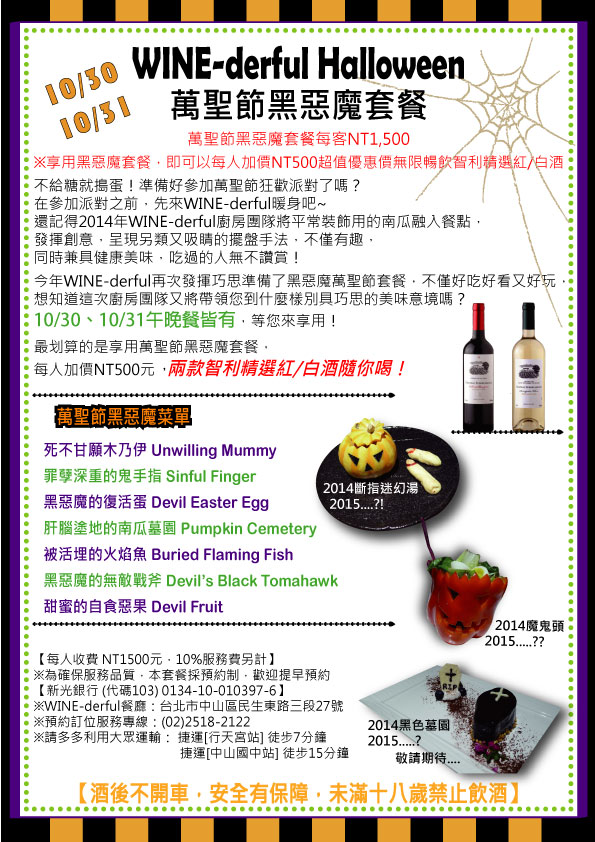 10/30
10/31
WINE-derful Halloween
萬聖節黑惡魔套餐
萬聖節黑惡魔套餐每客NT1,500
※享用黑惡魔套餐，即可以每人加價NT500超值優惠價無限暢飲智利精選紅/白酒
不給糖就搗蛋！準備好參加萬聖節狂歡派對了嗎？
在參加派對之前，先來WINE-derful暖身吧~
還記得2014年WINE-derful廚房團隊將平常裝飾用的南瓜融入餐點，
發揮創意，呈現另類又吸睛的擺盤手法，不僅有趣，
同時兼具健康美味，吃過的人無不讚賞！
今年WINE-derful再次發揮巧思準備了黑惡魔萬聖節套餐，不僅好吃好看又好玩，
想知道這次廚房團隊又將帶領您到什麼樣別具巧思的美味意境嗎？
10/30、10/31午晚餐皆有，等您來享用！
最划算的是享用萬聖節黑惡魔套餐，
每人加價NT500元，兩款智利精選紅/白酒隨你喝！
萬聖節黑惡魔菜單
死不甘願木乃伊 Unwilling Mummy
罪孽深重的鬼手指 Sinful Finger
黑惡魔的復活蛋 Devil Easter Egg
肝腦塗地的南瓜墓園 Pumpkin Cemetery
被活埋的火焰魚 Buried Flaming Fish
黑惡魔的無敵戰斧 Devil's Black Tomahawk
甜蜜的自食惡果 Devil Fruit
2014斷指迷幻湯
2015....?!
2014魔鬼頭
2015.....??
2014黑色墓園
2015.....?
敬請期待....
RIP
【每人收費 NT1500元，10%服務費另計】
※為確保服務品質，本套餐採預約制，歡迎提早預約
【新光銀行 (代碼103) 0134-10-010397-6】
※WINE-derful餐廳：台北市中山區民生東路三段27號
※預約訂位服務專線：(02)2518-2122
※請多多利用大眾運輸： 捷運[行天宮站] 徒步7分鐘
捷運[中山國中站] 徒步15分鐘
【酒後不開車，安全有保障，未滿十八歲禁止飲酒】